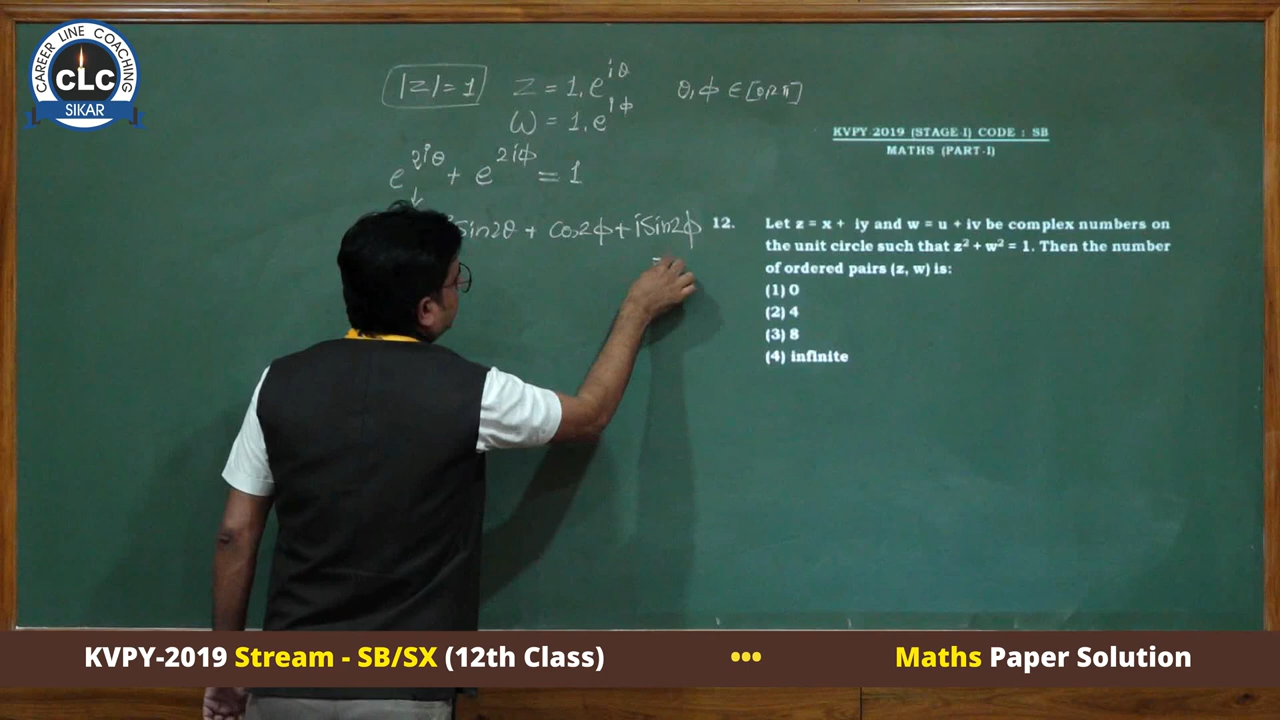 CAREER LINE COACHING
CLC
SIKAR
|z|=1 z = 1.e^{iθ} θ,ϕ ∈ [0,2π]
ω = 1.e^{iϕ}
e^{2iθ} + e^{2iϕ} = 1
sin2θ + cos2ϕ + isin2ϕ
KVPY 2019 (STAGE-I) CODE : SB
MATHS (PART-I)
12. Let z = x + iy and w = u + iv be complex numbers on
the unit circle such that z² + w² = 1. Then the number
of ordered pairs (z, w) is:
(1) 0
(2) 4
(3) 8
(4) infinite
KVPY-2019 Stream - SB/SX (12th Class) ••• Maths Paper Solution